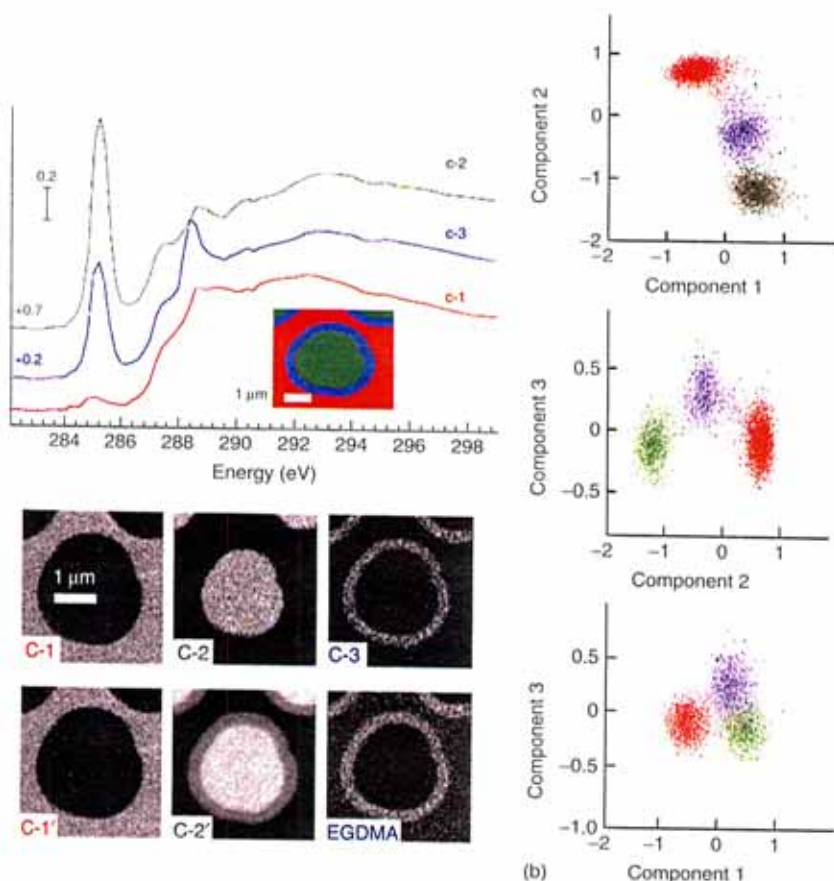 0.2
c-2
c-3
c-1
+0.7
+0.2
1 μm
284 286 288 290 292 294 296 298
Energy (eV)
1 μm
C-1
C-2
C-3
C-1′
C-2′
EGDMA
1
0
−1
−2
Component 2
−2 −1 0 1
Component 1
0.5
0
−0.5
Component 3
−2 −1 0 1
Component 2
0.5
0
−0.5
−1.0
Component 3
−2 −1 0 1
(b) Component 1